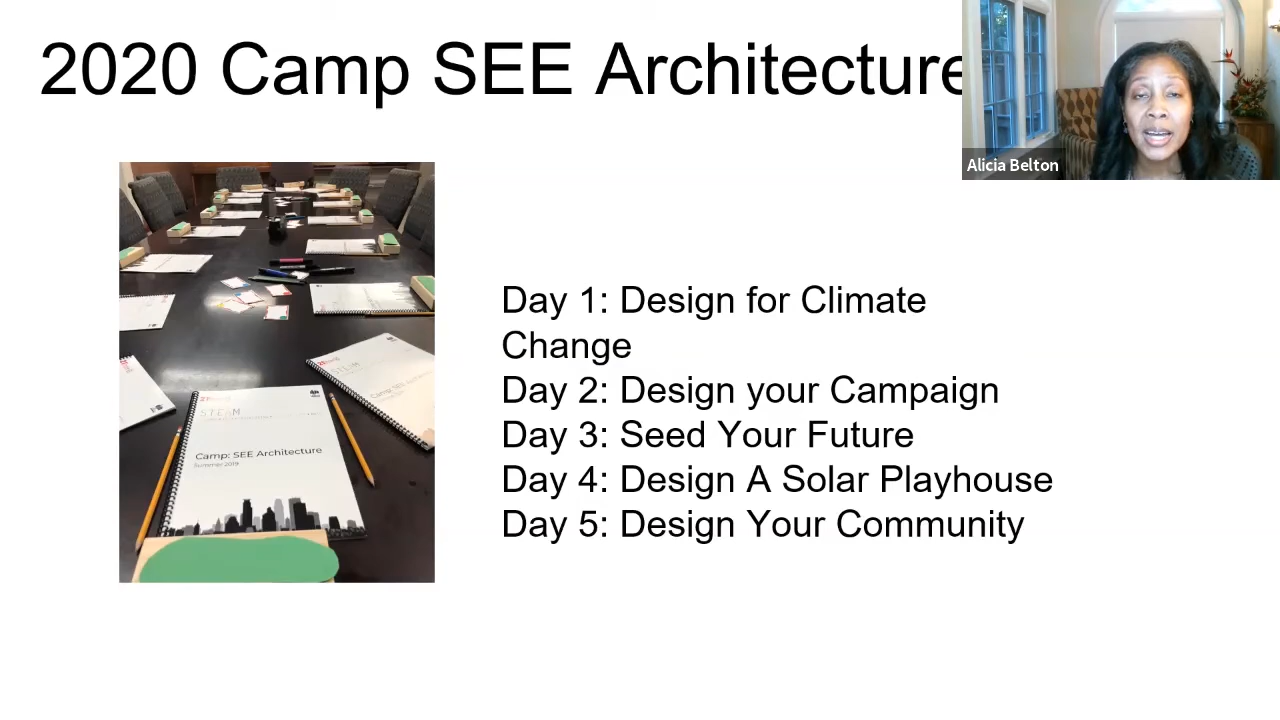 2020 Camp SEE Architecture
Alicia Belton
STEAM
Camp: SEE Architecture
Summer 2019
Day 1: Design for Climate
Change
Day 2: Design your Campaign
Day 3: Seed Your Future
Day 4: Design A Solar Playhouse
Day 5: Design Your Community